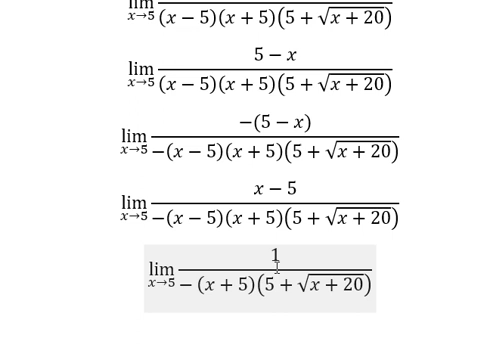 lim x→5 (x − 5)(x + 5)(5 + √(x + 20))
lim x→5 (5 − x) / ((x − 5)(x + 5)(5 + √(x + 20)))
lim x→5 −(5 − x) / (−(x − 5)(x + 5)(5 + √(x + 20)))
lim x→5 (x − 5) / (−(x − 5)(x + 5)(5 + √(x + 20)))
lim x→5 1 / (− (x + 5)(5 + √(x + 20)))